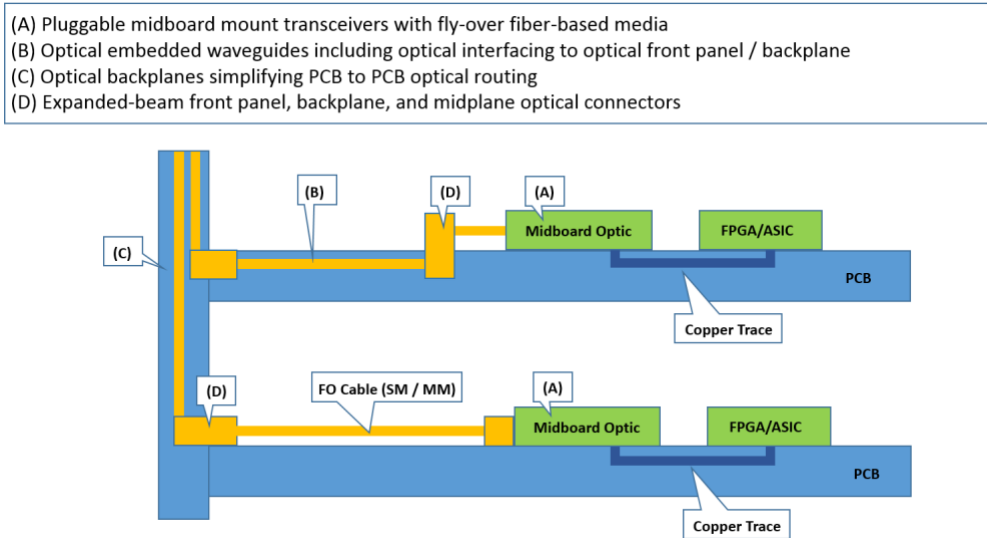 (A) Pluggable midboard mount transceivers with fly-over fiber-based media
(B) Optical embedded waveguides including optical interfacing to optical front panel / backplane
(C) Optical backplanes simplifying PCB to PCB optical routing
(D) Expanded-beam front panel, backplane, and midplane optical connectors
(B)
(D)
(A)
Midboard Optic
FPGA/ASIC
(C)
PCB
Copper Trace
(D)
FO Cable (SM / MM)
(A)
Midboard Optic
FPGA/ASIC
PCB
Copper Trace